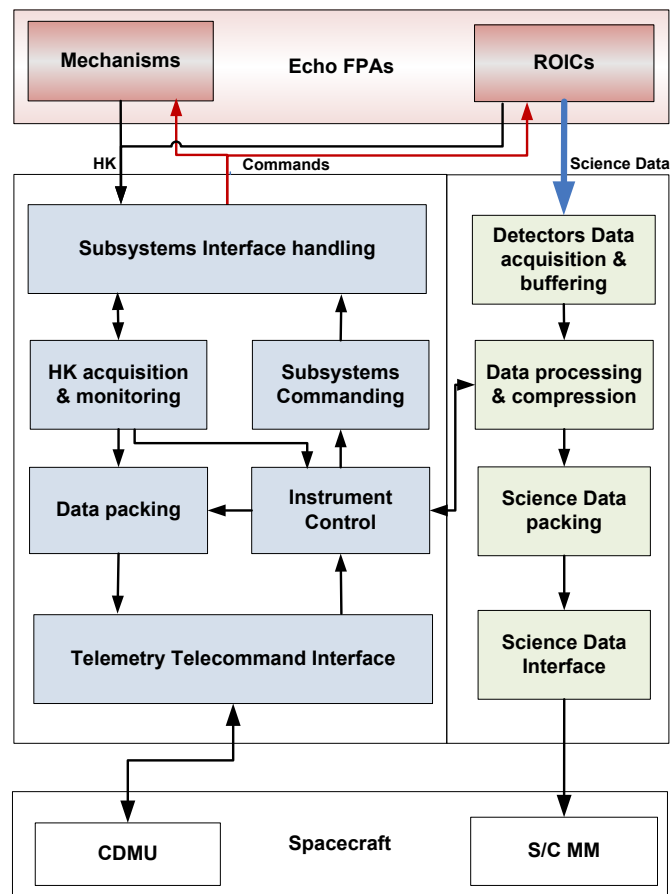 Mechanisms
Echo FPAs
ROICs
HK
Commands
Science Data
Subsystems Interface handling
Detectors Data
acquisition &
buffering
HK acquisition
& monitoring
Subsystems
Commanding
Data processing
& compression
Data packing
Instrument
Control
Science Data
packing
Telemetry Telecommand Interface
Science Data
Interface
CDMU
Spacecraft
S/C MM